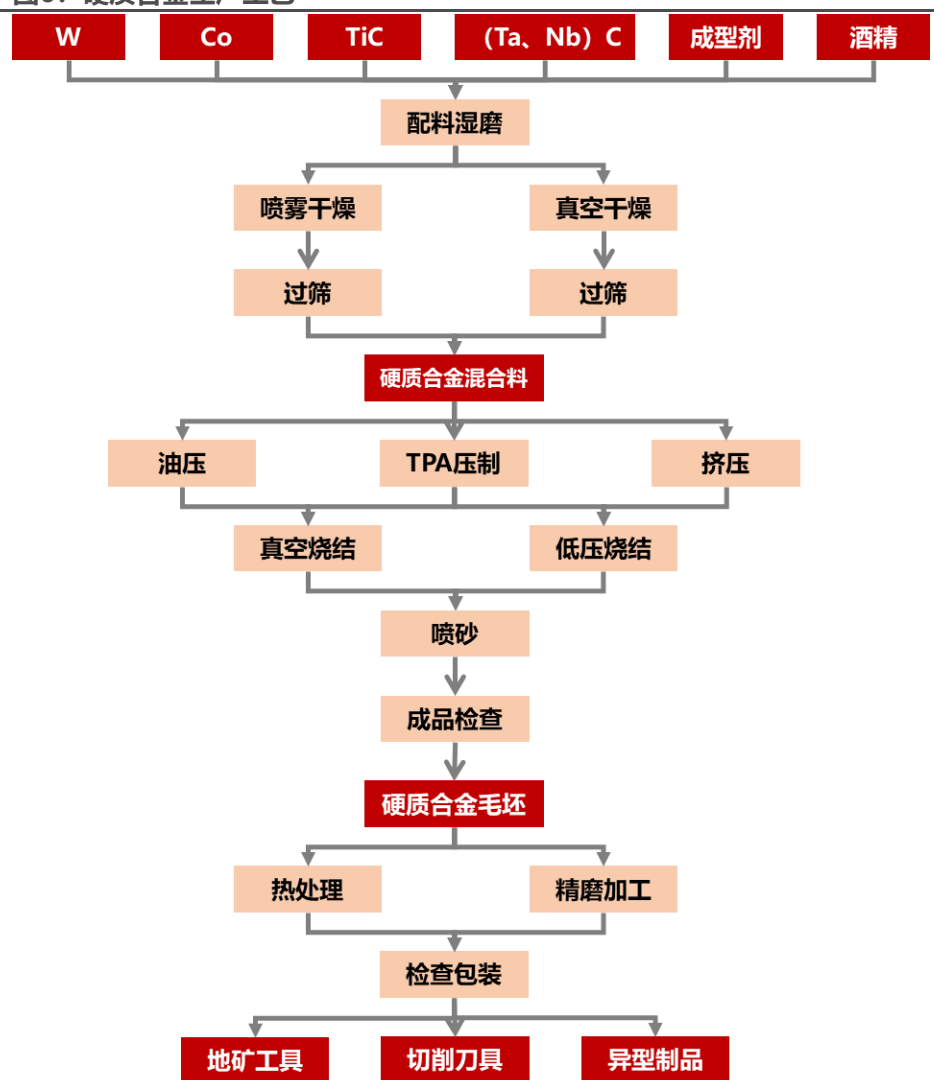 W
Co
TiC
（Ta、Nb）C
成型剂
酒精
配料湿磨
喷雾干燥
真空干燥
过筛
过筛
硬质合金混合料
油压
TPA压制
挤压
真空烧结
低压烧结
喷砂
成品检查
硬质合金毛坯
热处理
精磨加工
检查包装
地矿工具
切削刀具
异型制品